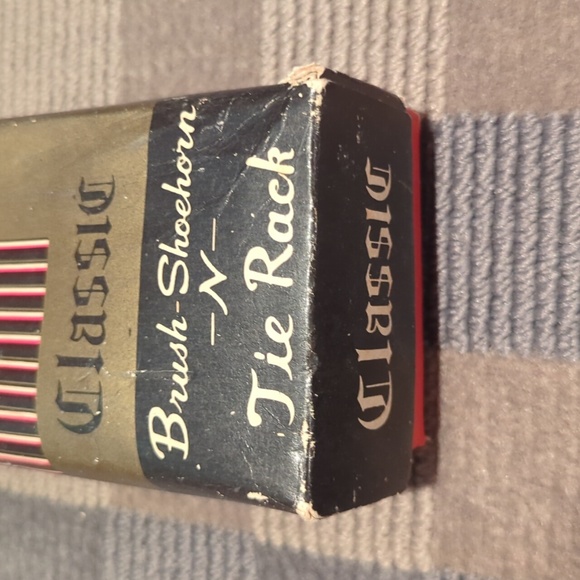 Classic
Brush-Shoehorn
-N-
Tie Rack
Classic